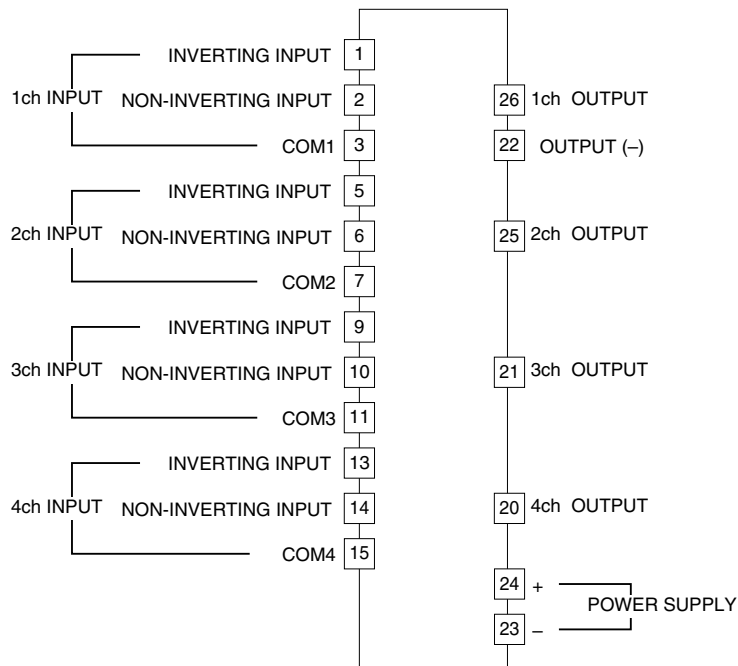 INVERTING INPUT 1
1ch INPUT NON-INVERTING INPUT 2 26 1ch OUTPUT
COM1 3 22 OUTPUT (–)
INVERTING INPUT 5
2ch INPUT NON-INVERTING INPUT 6 25 2ch OUTPUT
COM2 7
INVERTING INPUT 9
3ch INPUT NON-INVERTING INPUT 10 21 3ch OUTPUT
COM3 11
INVERTING INPUT 13
4ch INPUT NON-INVERTING INPUT 14 20 4ch OUTPUT
COM4 15
24 +
POWER SUPPLY
23 –